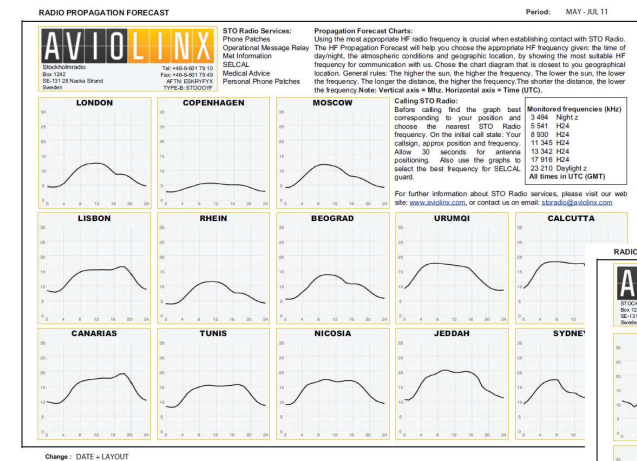 RADIO PROPAGATION FORECAST
Period: MAY - JUL 11
AVIOLINX
Stockholmradio
Box 1242
SE-131 28 Nacka Strand
Sweden
Tel: +46-8-601 79 10
Fax: +46-8-601 79 49
AFTN: ESKRYFYX
TYPE-B: STOOOYF
STO Radio Services:
Phone Patches
Operational Message Relay
Met Information
SELCAL
Medical Advice
Personal Phone Patches
Propagation Forecast Charts:
Using the most appropriate HF radio frequency is crucial when establishing contact with STO Radio.
The HF Propagation Forecast will help you choose the appropriate HF frequency given: the time of
day/night, the atmospheric conditions and geographic location, by showing the most suitable HF
frequency for communication with us. Chose the chart diagram that is closest to you geographical
location. General rules: The higher the sun, the higher the frequency. The lower the sun, the lower
the frequency. The longer the distance, the higher the frequency.The shorter the distance, the lower
the frequency.Note: Vertical axis = Mhz. Horizontal axis = Time (UTC).
Calling STO Radio:
Before calling find the graph best
corresponding to your position and
choose the nearest STO Radio
frequency. On the initial call state: Your
callsign, approx position and frequency.
Allow 30 seconds for antenna
positioning. Also use the graphs to
select the best frequency for SELCAL
guard.
Monitored frequencies (kHz)
3 494 Night z
5 541 H24
8 930 H24
11 345 H24
13 342 H24
17 916 H24
23 210 Daylight z
All times in UTC (GMT)
For further information about STO Radio services, please visit our web
site: www.aviolinx.com, or contact us on email: storadio@aviolinx.com
LONDON
COPENHAGEN
MOSCOW
LISBON
RHEIN
BEOGRAD
URUMQI
CALCUTTA
CANARIAS
TUNIS
NICOSIA
JEDDAH
SYDNEY
Change : DATE + LAYOUT
RADIO
A
STOCK
Box 12
SE-131
Sweden